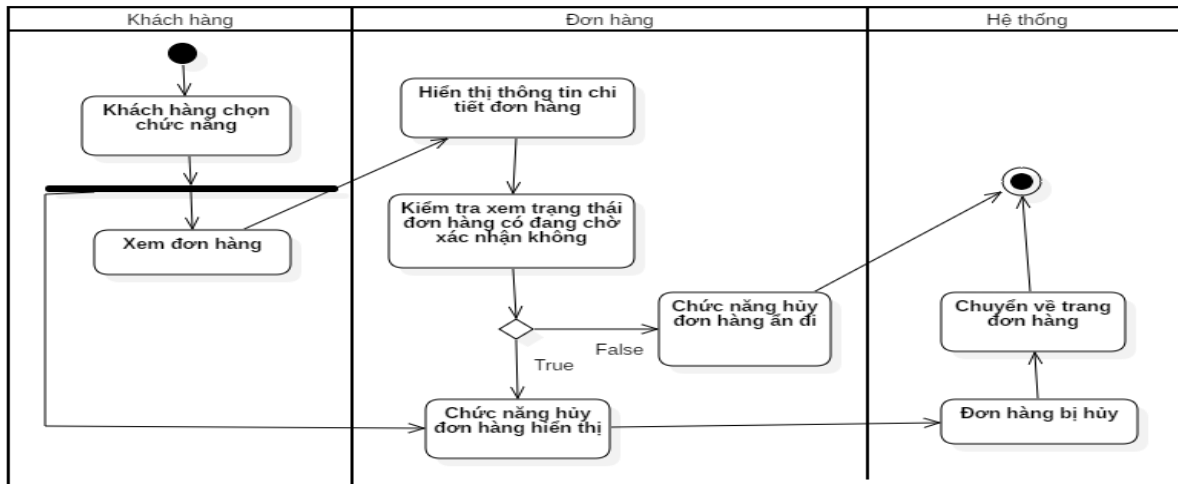 Khách hàng
Đơn hàng
Hệ thống
Khách hàng chọn
chức năng
Xem đơn hàng
Hiển thị thông tin chi
tiết đơn hàng
Kiểm tra xem trạng thái
đơn hàng có đang chờ
xác nhận không
False
True
Chức năng hủy
đơn hàng ẩn đi
Chức năng hủy
đơn hàng hiển thị
Đơn hàng bị hủy
Chuyển về trang
đơn hàng